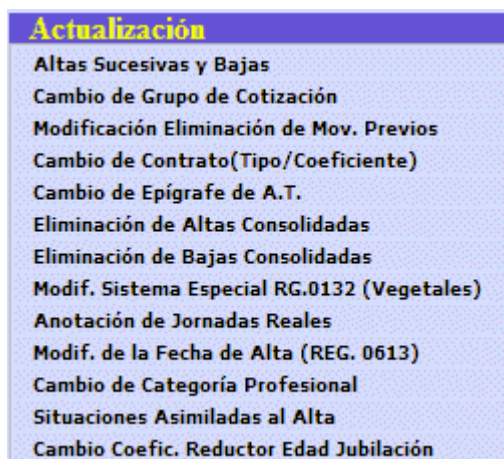 Actualización
Altas Sucesivas y Bajas
Cambio de Grupo de Cotización
Modificación Eliminación de Mov. Previos
Cambio de Contrato(Tipo/Coeficiente)
Cambio de Epígrafe de A.T.
Eliminación de Altas Consolidadas
Eliminación de Bajas Consolidadas
Modif. Sistema Especial RG.0132 (Vegetales)
Anotación de Jornadas Reales
Modif. de la Fecha de Alta (REG. 0613)
Cambio de Categoría Profesional
Situaciones Asimiladas al Alta
Cambio Coefic. Reductor Edad Jubilación